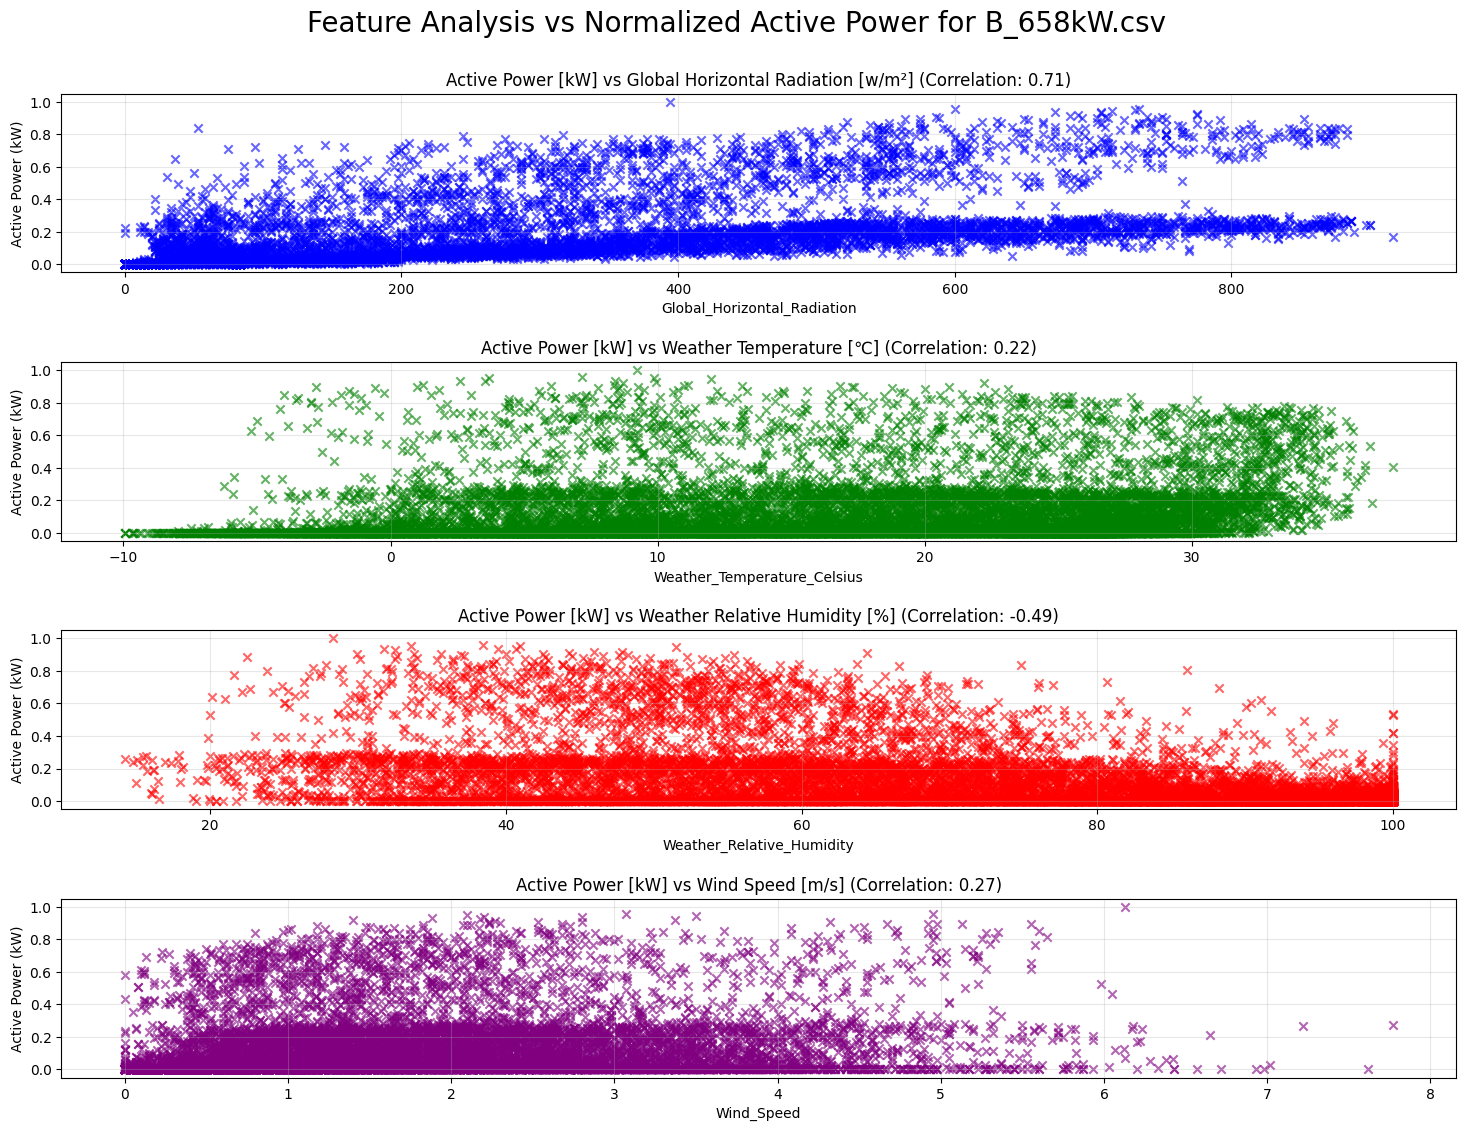 Feature Analysis vs Normalized Active Power for B_658kW.csv
Active Power [kW] vs Global Horizontal Radiation [w/m²] (Correlation: 0.71)
Active Power (kW)
1.0
0.8
0.6
0.4
0.2
0.0
0 200 400 600 800
Global_Horizontal_Radiation
Active Power [kW] vs Weather Temperature [℃] (Correlation: 0.22)
Active Power (kW)
1.0
0.8
0.6
0.4
0.2
0.0
−10 0 10 20 30
Weather_Temperature_Celsius
Active Power [kW] vs Weather Relative Humidity [%] (Correlation: -0.49)
Active Power (kW)
1.0
0.8
0.6
0.4
0.2
0.0
20 40 60 80 100
Weather_Relative_Humidity
Active Power [kW] vs Wind Speed [m/s] (Correlation: 0.27)
Active Power (kW)
1.0
0.8
0.6
0.4
0.2
0.0
0 1 2 3 4 5 6 7 8
Wind_Speed